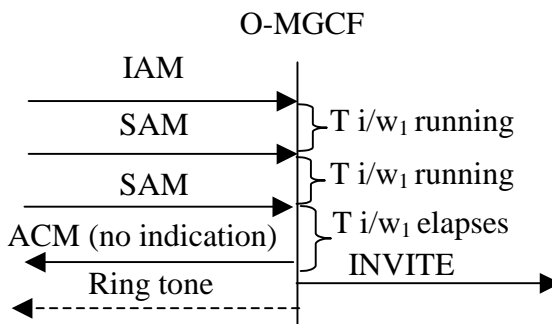 O-MGCF
IAM
T i/w1 running
SAM
T i/w1 running
SAM
T i/w1 elapses
ACM (no indication)
INVITE
Ring tone